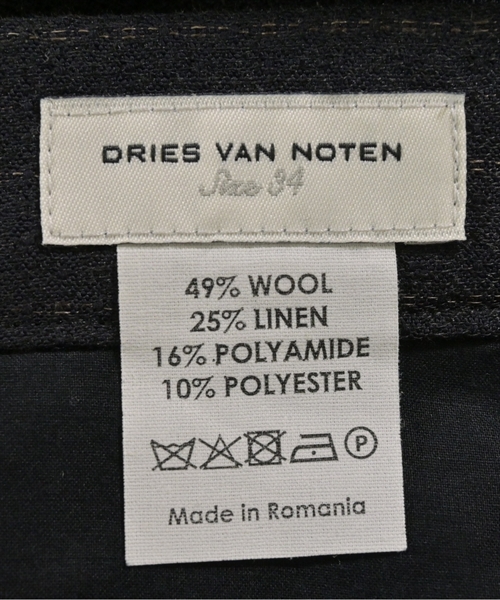 DRIES VAN NOTEN
Size 34
49% WOOL
25% LINEN
16% POLYAMIDE
10% POLYESTER
P
Made in Romania